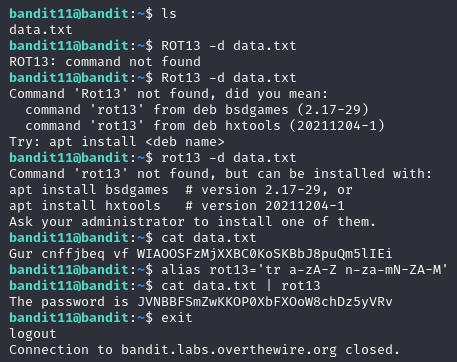 bandit11@bandit:~$ ls
data.txt
bandit11@bandit:~$ ROT13 -d data.txt
ROT13: command not found
bandit11@bandit:~$ Rot13 -d data.txt
Command 'Rot13' not found, did you mean:
  command 'rot13' from deb bsdgames (2.17-29)
  command 'rot13' from deb hxtools (20211204-1)
Try: apt install <deb name>
bandit11@bandit:~$ rot13 -d data.txt
Command 'rot13' not found, but can be installed with:
apt install bsdgames  # version 2.17-29, or
apt install hxtools   # version 20211204-1
Ask your administrator to install one of them.
bandit11@bandit:~$ cat data.txt
Gur cnffjbeq vf WIAOOSFzMjXXBC0KoSKBbJ8puQm5lIEi
bandit11@bandit:~$ alias rot13='tr a-zA-Z n-za-mN-ZA-M'
bandit11@bandit:~$ cat data.txt | rot13
The password is JVNBBFSmZwKKOP0XbFXOoW8chDz5yVRv
bandit11@bandit:~$ exit
logout
Connection to bandit.labs.overthewire.org closed.